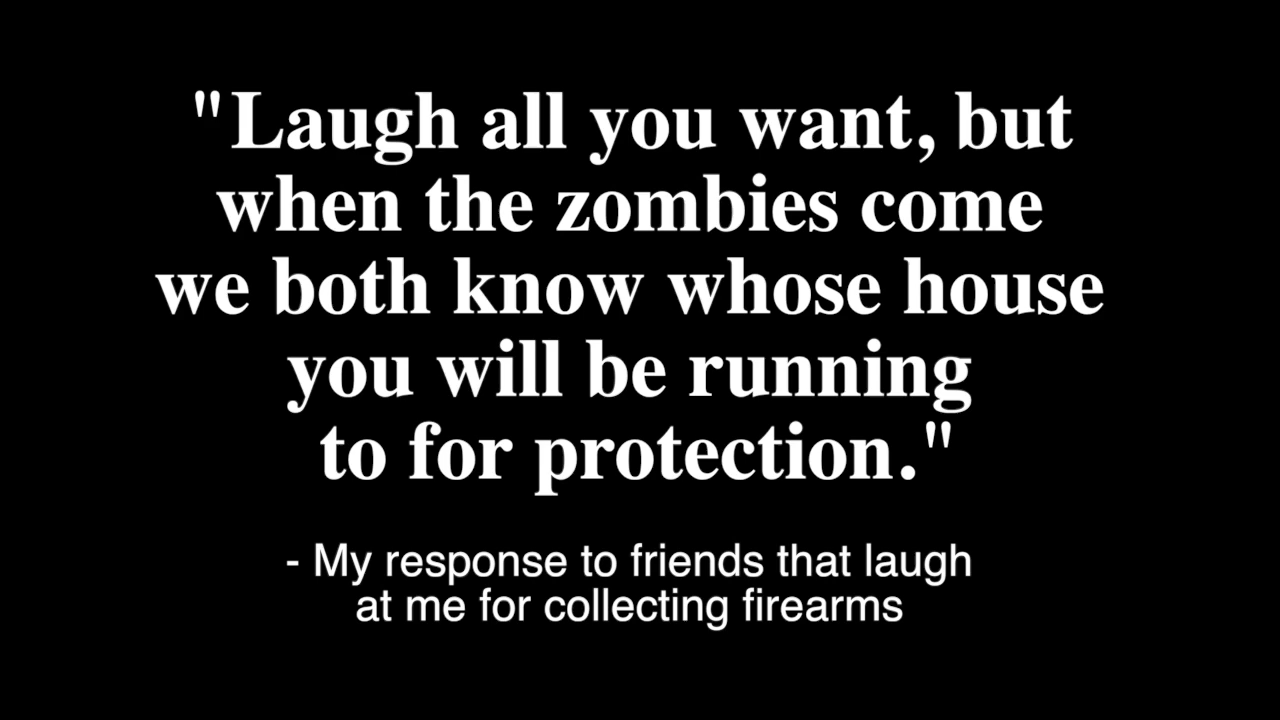 "Laugh all you want, but
when the zombies come
we both know whose house
you will be running
to for protection."
- My response to friends that laugh
at me for collecting firearms